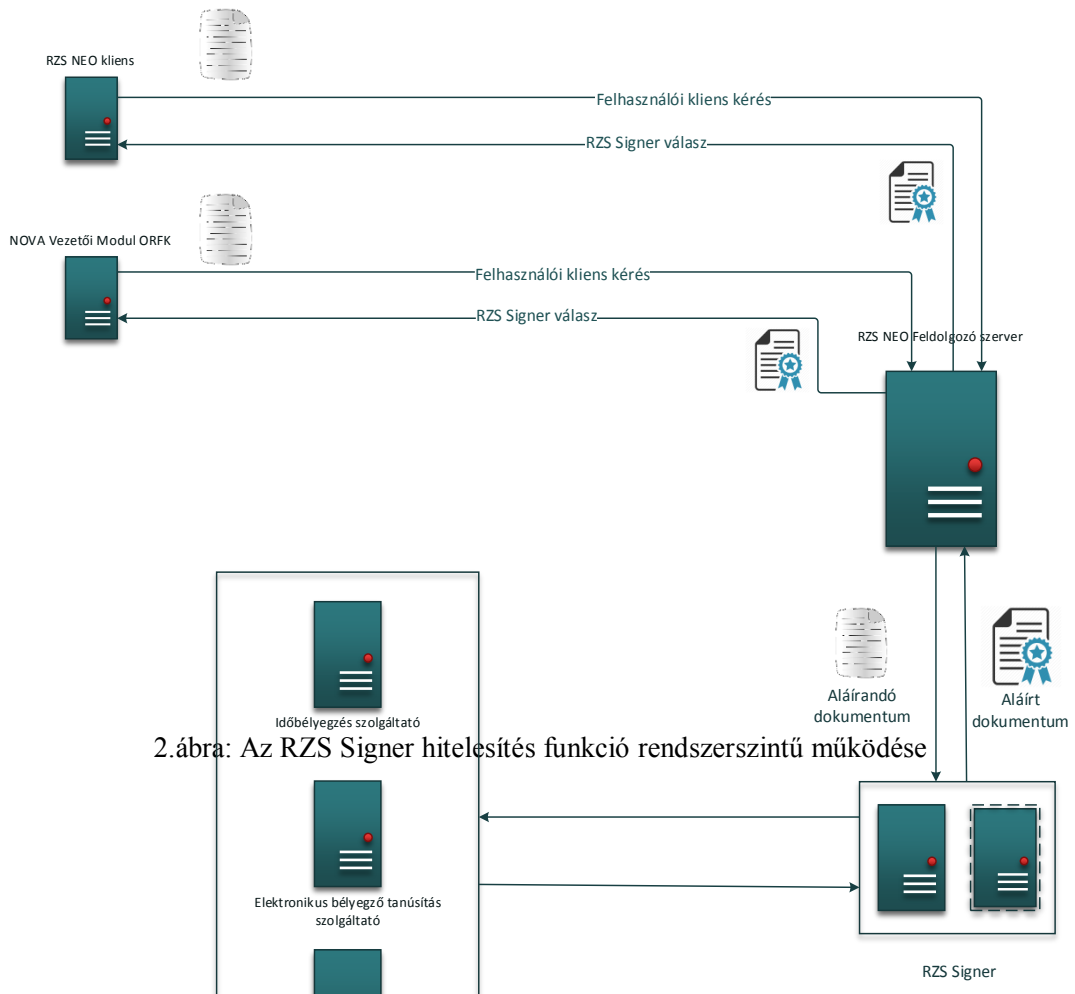 RZS NEO kliens
Felhasználói kliens kérés
RZS Signer válasz
NOVA Vezetői Modul ORFK
Felhasználói kliens kérés
RZS Signer válasz
RZS NEO Feldolgozó szerver
Aláírandó
dokumentum
Aláírt
dokumentum
Időbélyegzés szolgáltató
2.ábra: Az RZS Signer hitelesítés funkció rendszerszintű működése
Elektronikus bélyegző tanúsítás
szolgáltató
RZS Signer